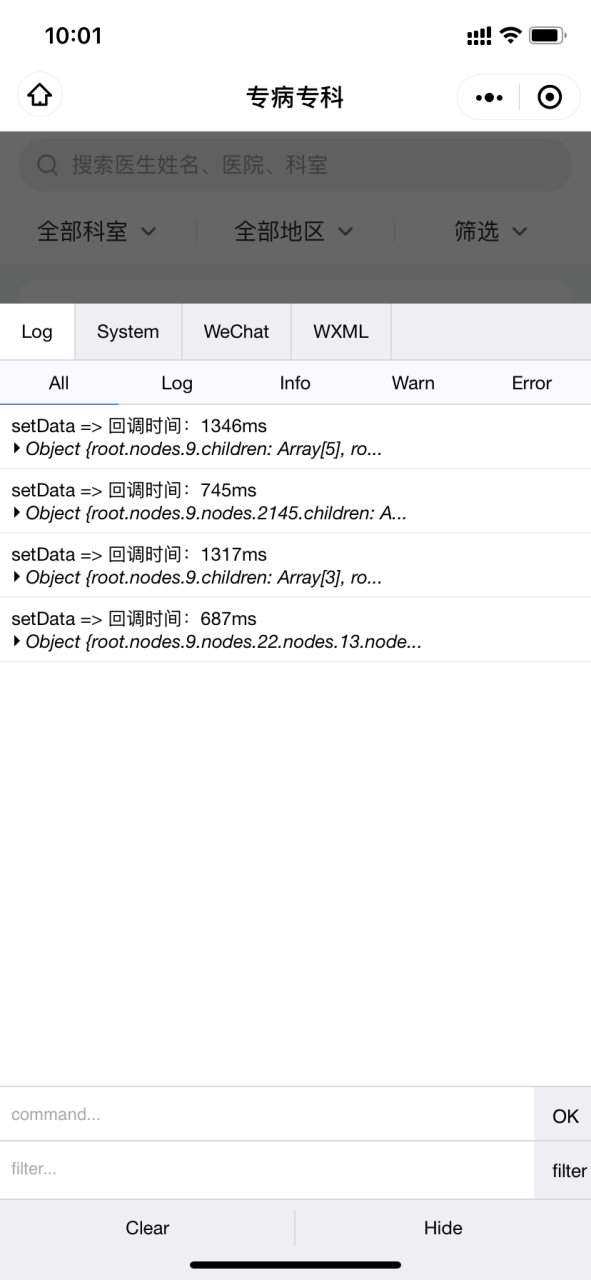 10:01
专病专科
搜索医生姓名、医院、科室
全部科室 全部地区 筛选
Log System WeChat WXML
All Log Info Warn Error
setData => 回调时间：1346ms
Object {root.nodes.9.children: Array[5], ro...
setData => 回调时间：745ms
Object {root.nodes.9.nodes.2145.children: A...
setData => 回调时间：1317ms
Object {root.nodes.9.children: Array[3], ro...
setData => 回调时间：687ms
Object {root.nodes.9.nodes.22.nodes.13.node...
command... OK
filter... filter
Clear Hide